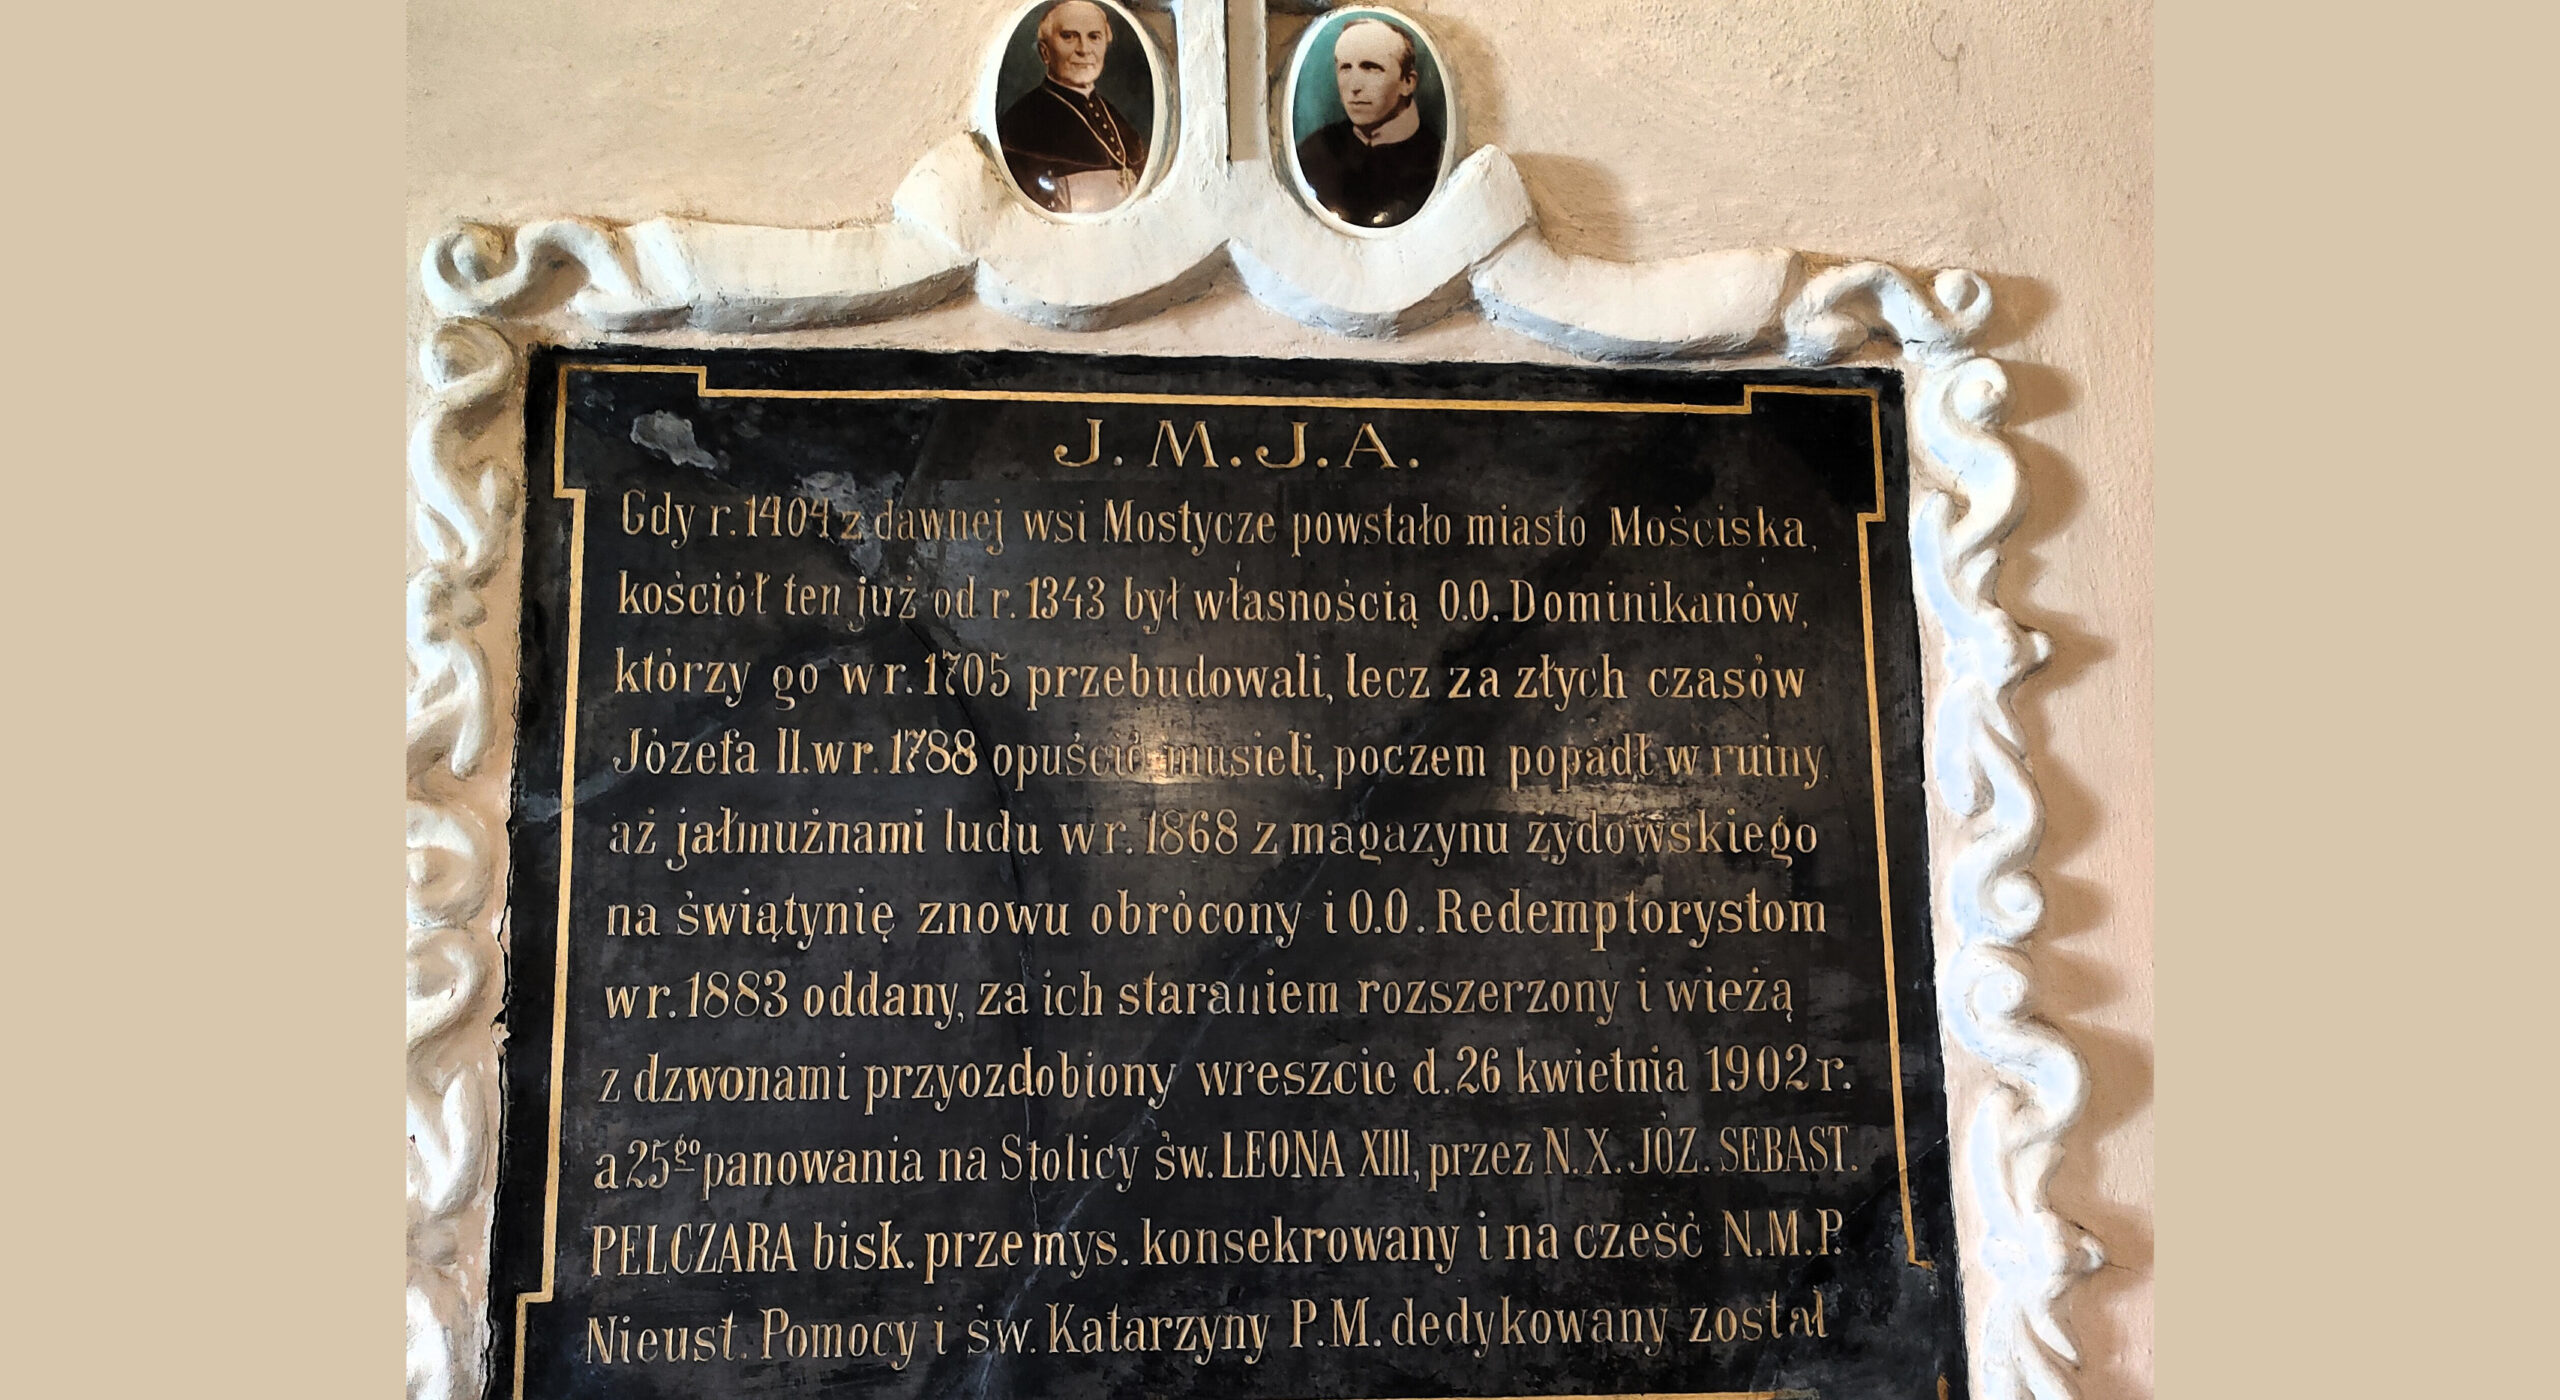 J. M. J. A.
Gdy r. 1404 z dawnej wsi Mostycze powstało miasto Mościska,
kościół ten już od r. 1343 był własnością O.O. Dominikanów,
którzy go w r. 1705 przebudowali, lecz za złych czasów
Józefa II. w r. 1788 opuścić musieli, poczem popadł w ruiny,
aż jałmużnami ludu w r. 1868 z magazynu żydowskiego
na świątynię znowu obrócony i O.O. Redemptorystom
w r. 1883 oddany, za ich staraniem rozszerzony i wieżą
z dzwonami przyozdobiony wreszcie d. 26 kwietnia 1902 r.
a 25go panowania na Stolicy św. LEONA XIII, przez N. X. JÓZ. SEBAST.
PELCZARA bisk. przemys. konsekrowany i na cześć N.M.P.
Nieust. Pomocy i św. Katarzyny P. M. dedykowany został